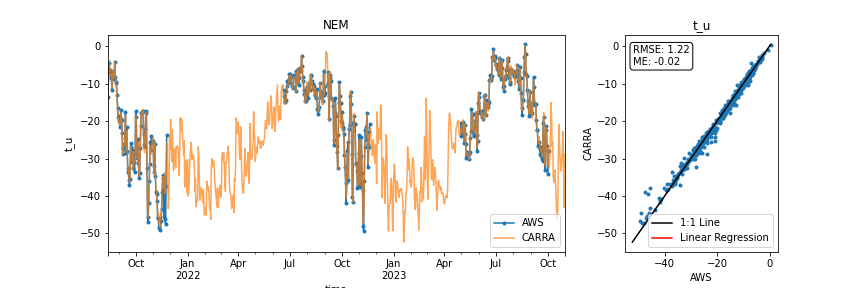 NEM
t_u
0
−10
−20
−30
−40
−50
t_u
Oct
Jan
2022
Apr
Jul
Oct
Jan
2023
Apr
Jul
Oct
time
AWS
CARRA
RMSE: 1.22
ME: -0.02
0
−10
−20
−30
−40
−50
CARRA
1:1 Line
Linear Regression
−40
−20
0
AWS